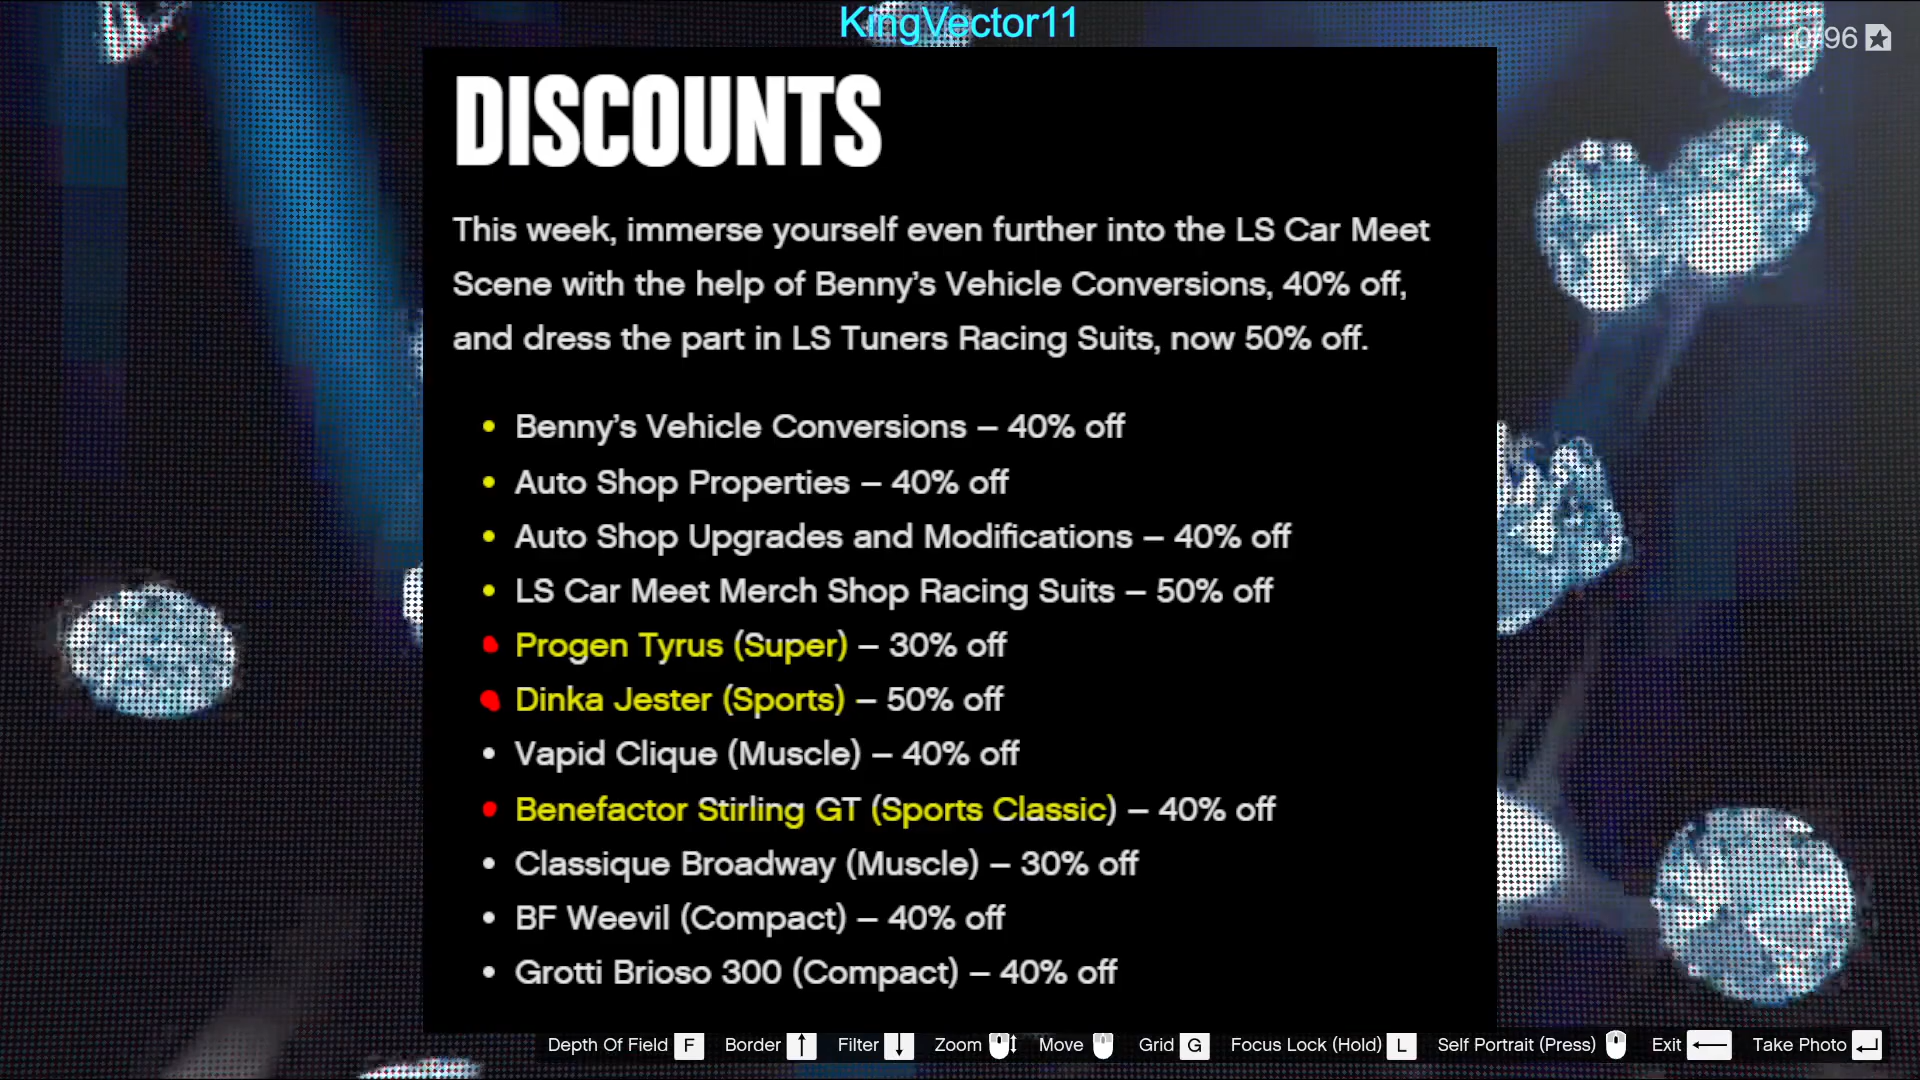 KingVector11
0/96
DISCOUNTS
This week, immerse yourself even further into the LS Car Meet
Scene with the help of Benny’s Vehicle Conversions, 40% off,
and dress the part in LS Tuners Racing Suits, now 50% off.
• Benny’s Vehicle Conversions – 40% off
• Auto Shop Properties – 40% off
• Auto Shop Upgrades and Modifications – 40% off
• LS Car Meet Merch Shop Racing Suits – 50% off
• Progen Tyrus (Super) – 30% off
• Dinka Jester (Sports) – 50% off
• Vapid Clique (Muscle) – 40% off
• Benefactor Stirling GT (Sports Classic) – 40% off
• Classique Broadway (Muscle) – 30% off
• BF Weevil (Compact) – 40% off
• Grotti Brioso 300 (Compact) – 40% off
Depth Of Field F Border ↑ Filter ↓ Zoom Move Grid G Focus Lock (Hold) L Self Portrait (Press) Exit ← Take Photo ↵